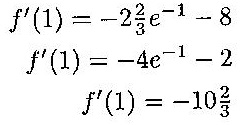 f′(1) = −2⅔e⁻¹ − 8
f′(1) = −4e⁻¹ − 2
f′(1) = −10⅔